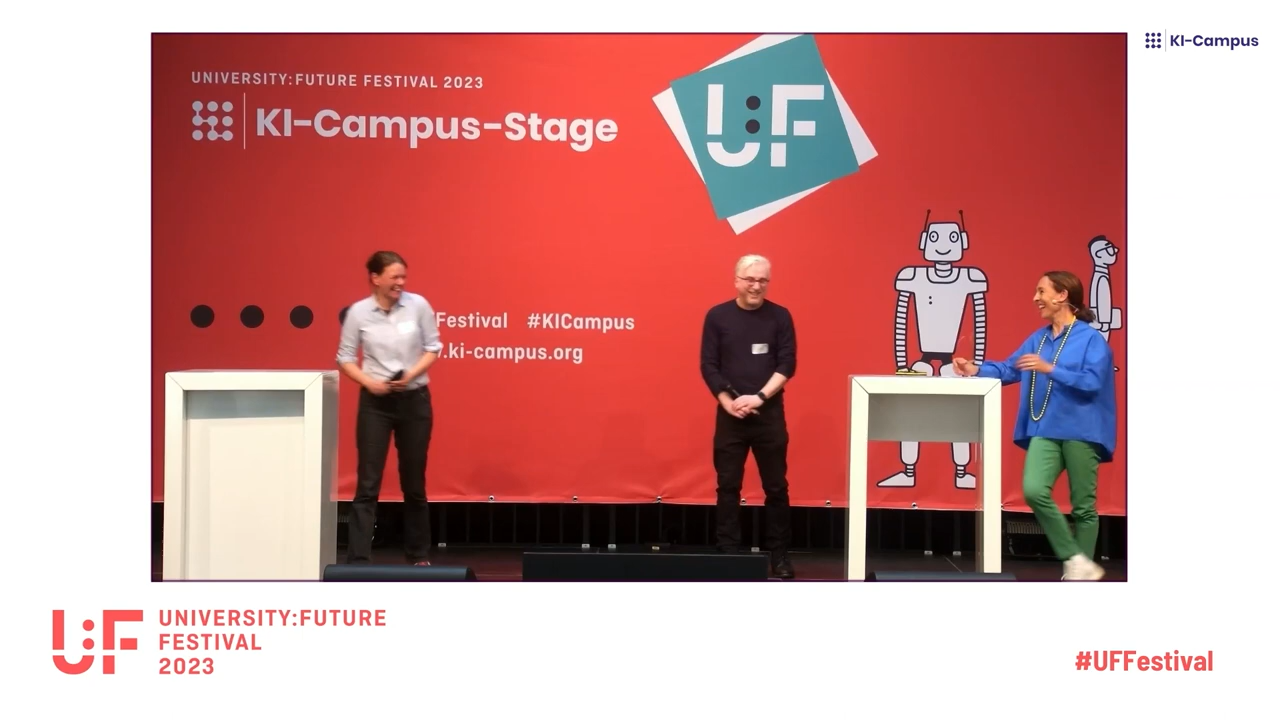 KI-Campus
UNIVERSITY:FUTURE FESTIVAL 2023
KI-Campus-Stage
U:F
Festival #KICampus
.ki-campus.org
U:F
UNIVERSITY:FUTURE
FESTIVAL
2023
#UFFestival